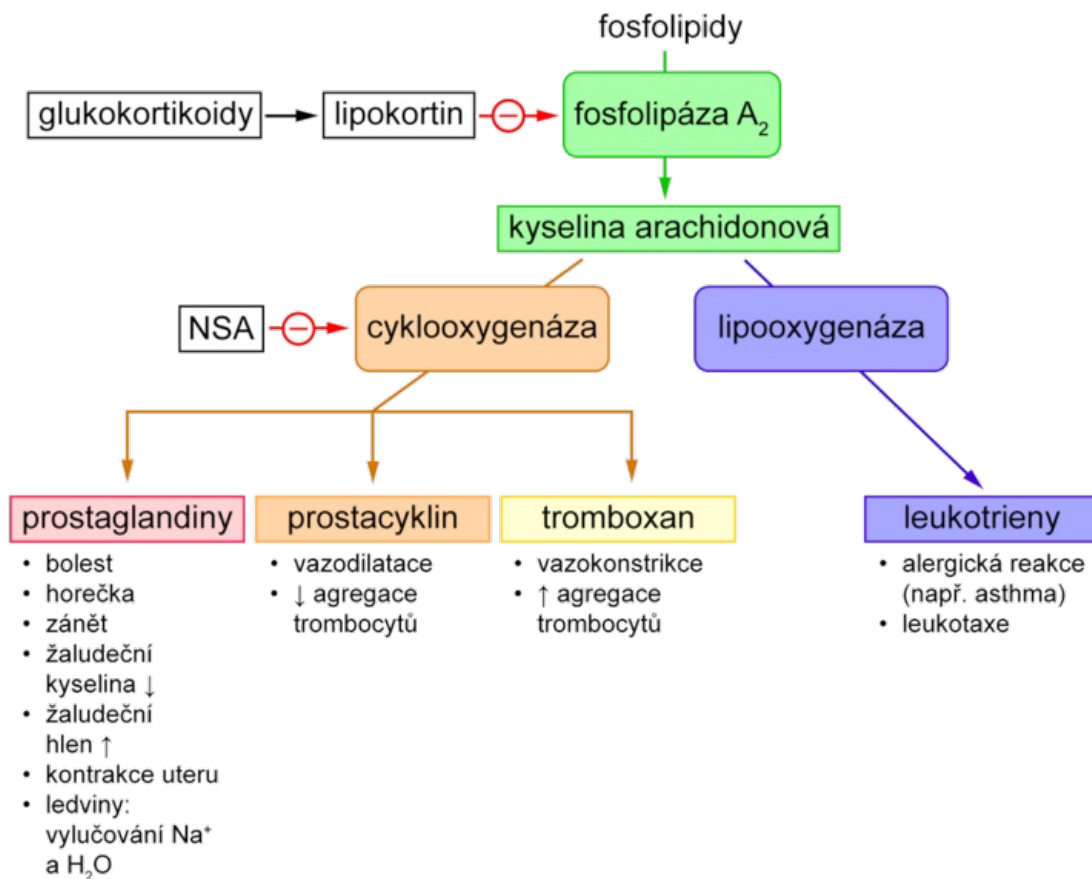 fosfolipidy
glukokortikoidy
lipokortin
fosfolipáza A₂
kyselina arachidonová
NSA
cyklooxygenáza
lipooxygenáza
prostaglandiny
• bolest
• horečka
• zánět
• žaludeční
kyselina ↓
• žaludeční
hlen ↑
• kontrakce uteru
• ledviny:
vylučování Na⁺
a H₂O
prostacyklin
• vazodilatace
• ↓ agregace
trombocytů
tromboxan
• vazokonstrikce
• ↑ agregace
trombocytů
leukotrieny
• alergická reakce
(např. asthma)
• leukotaxe